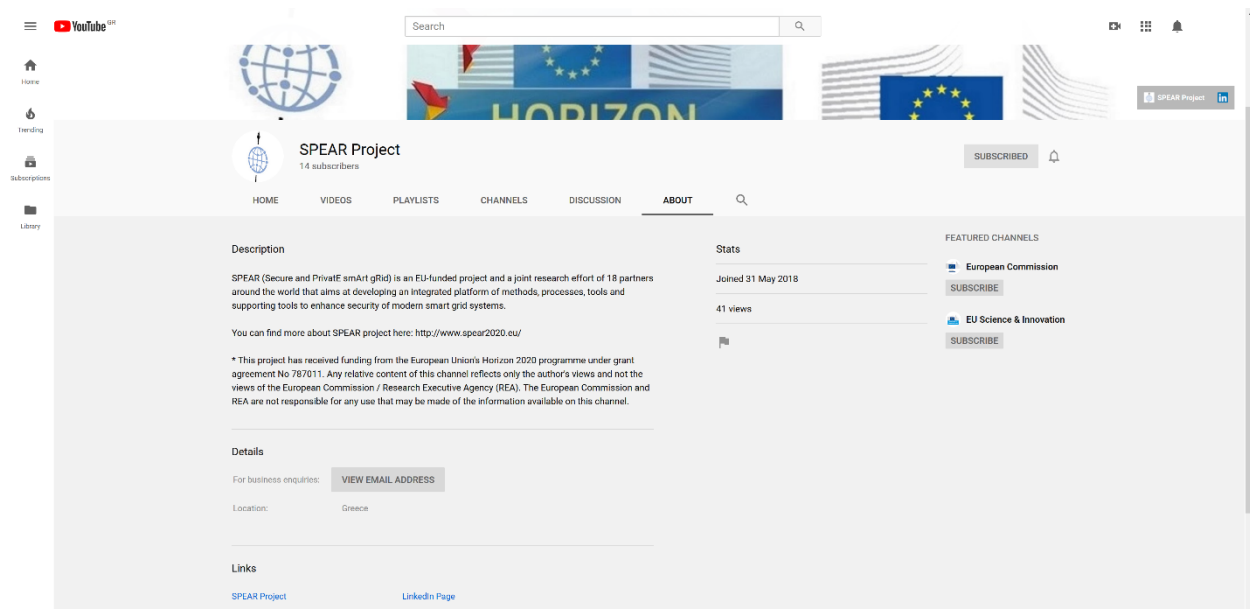 YouTube GR
Search
Home
Trending
Subscriptions
Library
HORIZON
SPEAR Project
SPEAR Project
14 subscribers
SUBSCRIBED
HOME VIDEOS PLAYLISTS CHANNELS DISCUSSION ABOUT
Description
SPEAR (Secure and PrivatE smArt gRid) is an EU-funded project and a joint research effort of 18 partners
around the world that aims at developing an integrated platform of methods, processes, tools and
supporting tools to enhance security of modern smart grid systems.
You can find more about SPEAR project here: http://www.spear2020.eu/
* This project has received funding from the European Union's Horizon 2020 programme under grant
agreement No 787011. Any relative content of this channel reflects only the author's views and not the
views of the European Commission / Research Executive Agency (REA). The European Commission and
REA are not responsible for any use that may be made of the information available on this channel.
Details
For business enquiries: VIEW EMAIL ADDRESS
Location: Greece
Links
SPEAR Project LinkedIn Page
Stats
Joined 31 May 2018
41 views
FEATURED CHANNELS
European Commission
SUBSCRIBE
EU Science & Innovation
SUBSCRIBE